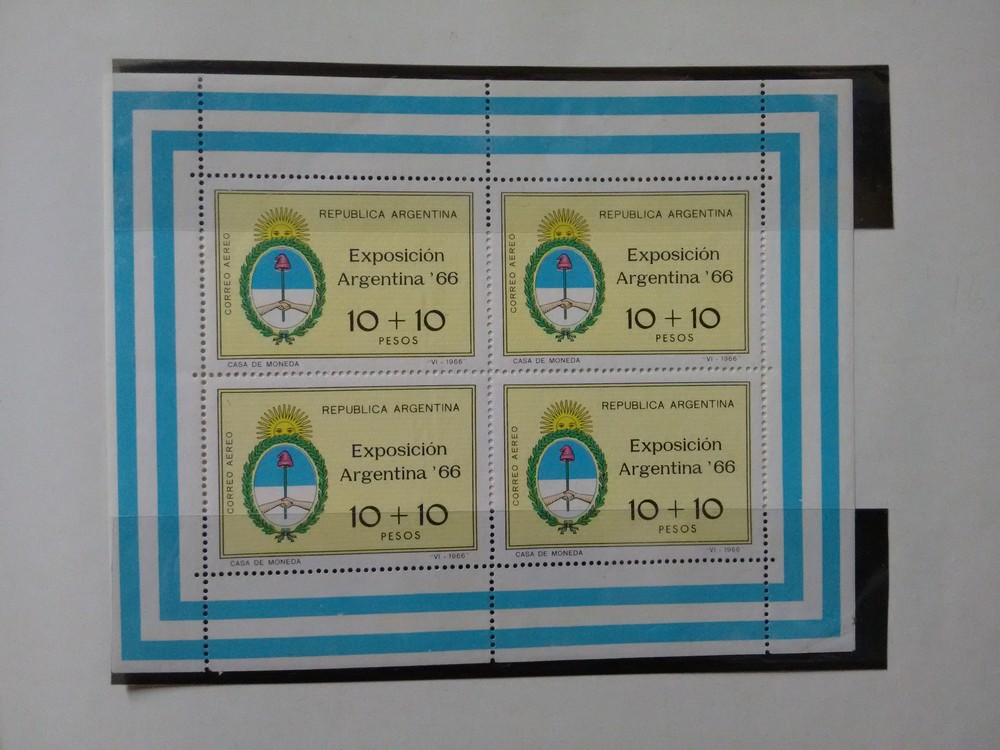 REPUBLICA ARGENTINA
CORREO AEREO
Exposición
Argentina '66
10 + 10
PESOS
CASA DE MONEDA
VI - 1966
REPUBLICA ARGENTINA
CORREO AEREO
Exposición
Argentina '66
10 + 10
PESOS
CASA DE MONEDA
VI - 1966
REPUBLICA ARGENTINA
CORREO AEREO
Exposición
Argentina '66
10 + 10
PESOS
CASA DE MONEDA
VI - 1966
REPUBLICA ARGENTINA
CORREO AEREO
Exposición
Argentina '66
10 + 10
PESOS
CASA DE MONEDA
VI - 1966